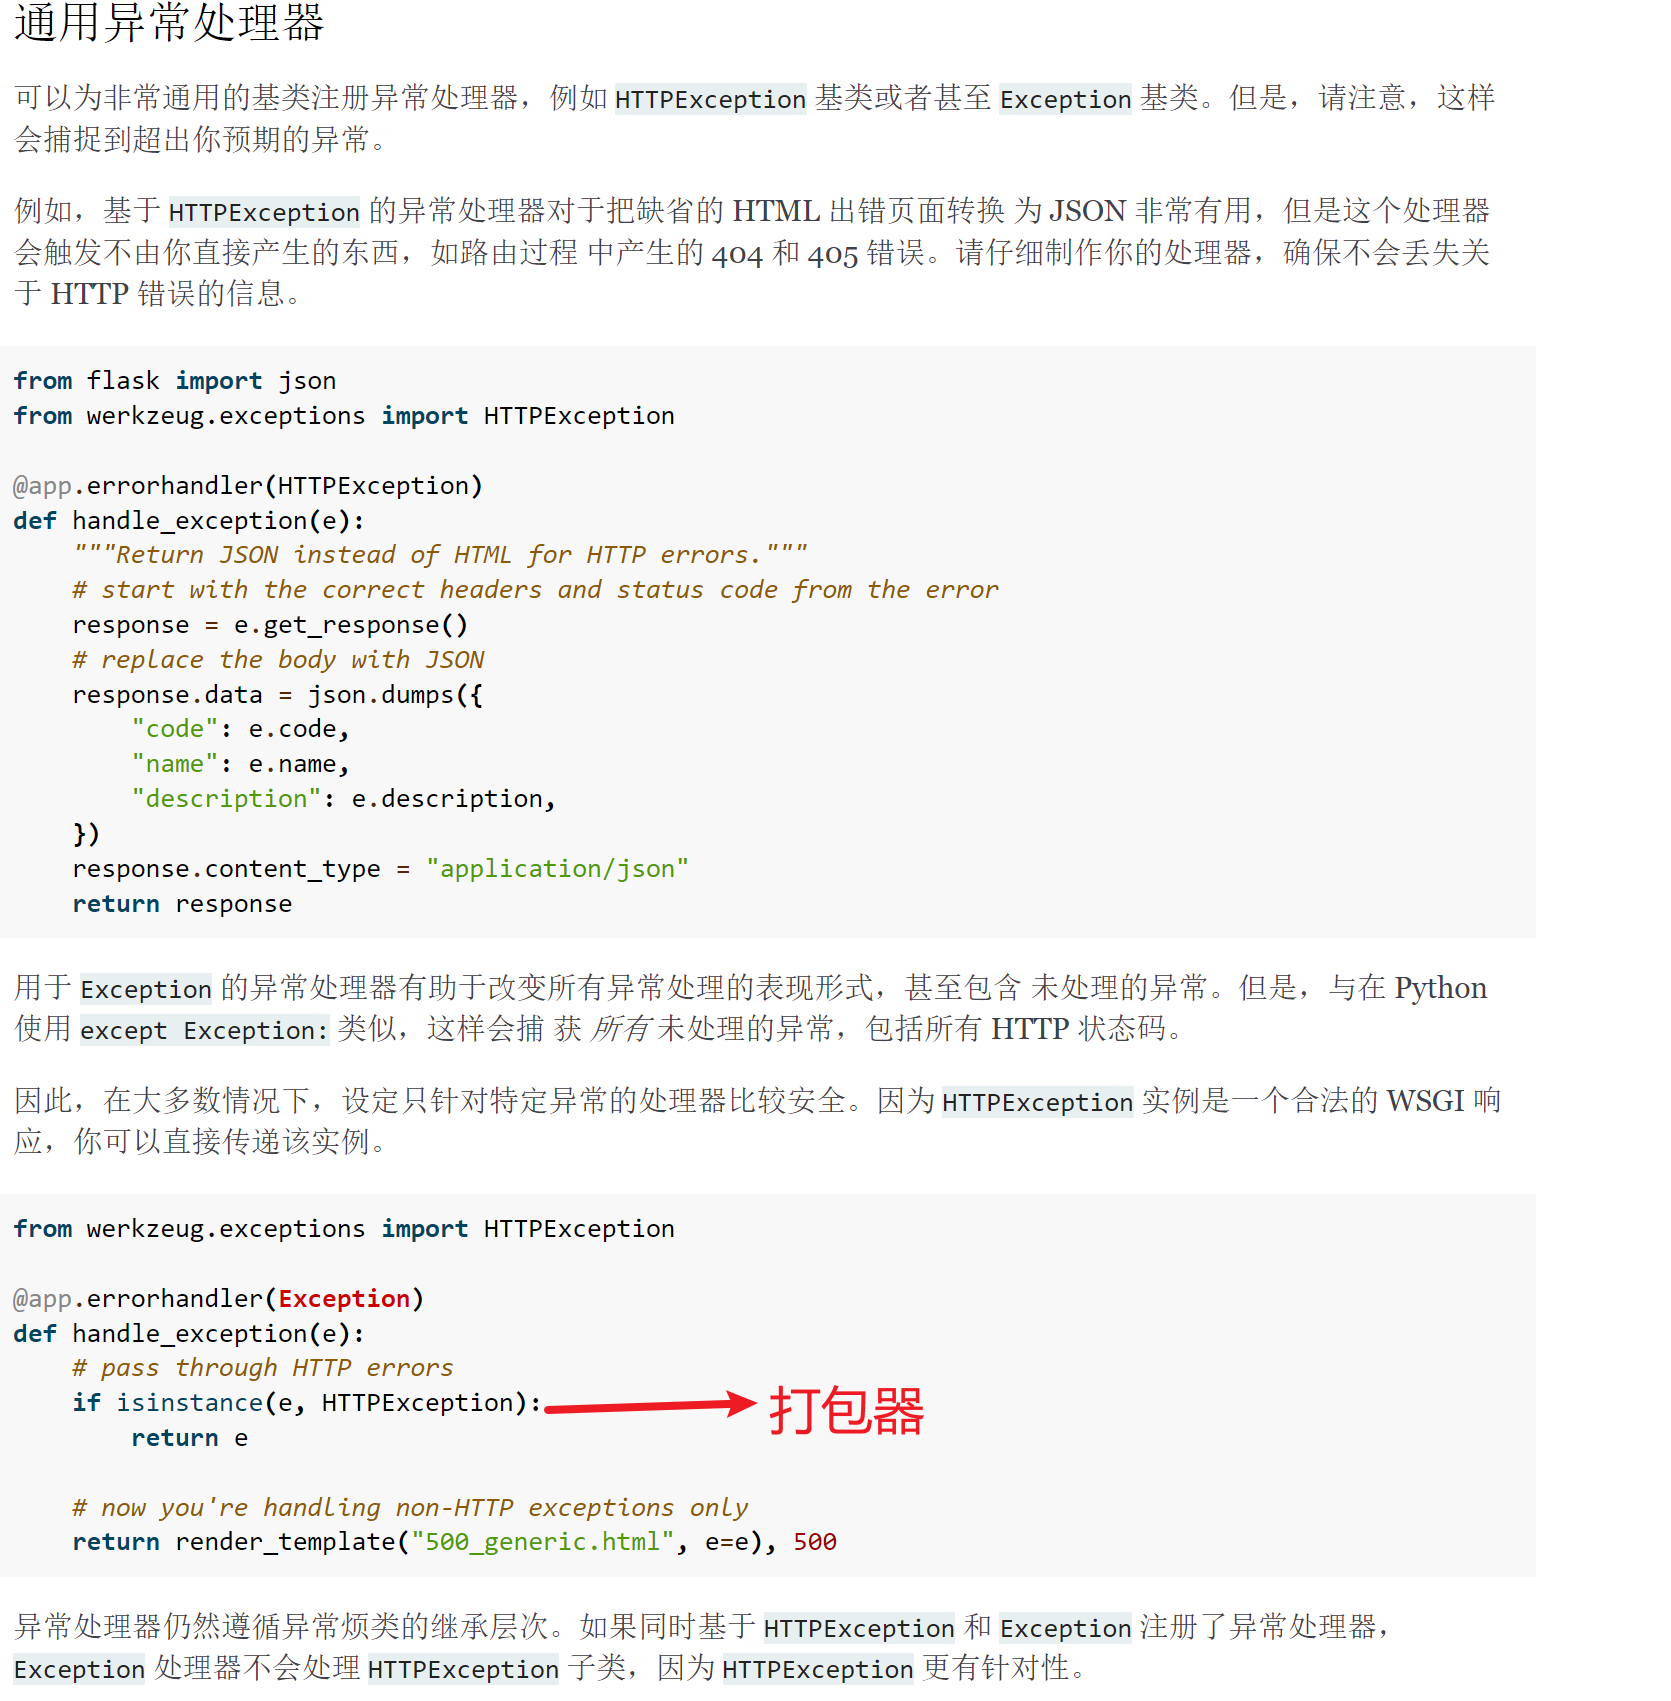 通用异常处理器
可以为非常通用的基类注册异常处理器，例如 HTTPException 基类或者甚至 Exception 基类。但是，请注意，这样
会捕捉到超出你预期的异常。
例如，基于 HTTPException 的异常处理器对于把缺省的 HTML 出错页面转换 为 JSON 非常有用，但是这个处理器
会触发不由你直接产生的东西，如路由过程 中产生的 404 和 405 错误。请仔细制作你的处理器，确保不会丢失关
于 HTTP 错误的信息。
from flask import json
from werkzeug.exceptions import HTTPException
@app.errorhandler(HTTPException)
def handle_exception(e):
    """Return JSON instead of HTML for HTTP errors."""
    # start with the correct headers and status code from the error
    response = e.get_response()
    # replace the body with JSON
    response.data = json.dumps({
        "code": e.code,
        "name": e.name,
        "description": e.description,
    })
    response.content_type = "application/json"
    return response
用于 Exception 的异常处理器有助于改变所有异常处理的表现形式，甚至包含 未处理的异常。但是，与在 Python
使用 except Exception: 类似，这样会捕 获 所有 未处理的异常，包括所有 HTTP 状态码。
因此，在大多数情况下，设定只针对特定异常的处理器比较安全。因为 HTTPException 实例是一个合法的 WSGI 响
应，你可以直接传递该实例。
from werkzeug.exceptions import HTTPException
@app.errorhandler(Exception)
def handle_exception(e):
    # pass through HTTP errors
    if isinstance(e, HTTPException): 打包器
        return e
    # now you're handling non-HTTP exceptions only
    return render_template("500_generic.html", e=e), 500
异常处理器仍然遵循异常烦类的继承层次。如果同时基于 HTTPException 和 Exception 注册了异常处理器，
Exception 处理器不会处理 HTTPException 子类，因为 HTTPException 更有针对性。